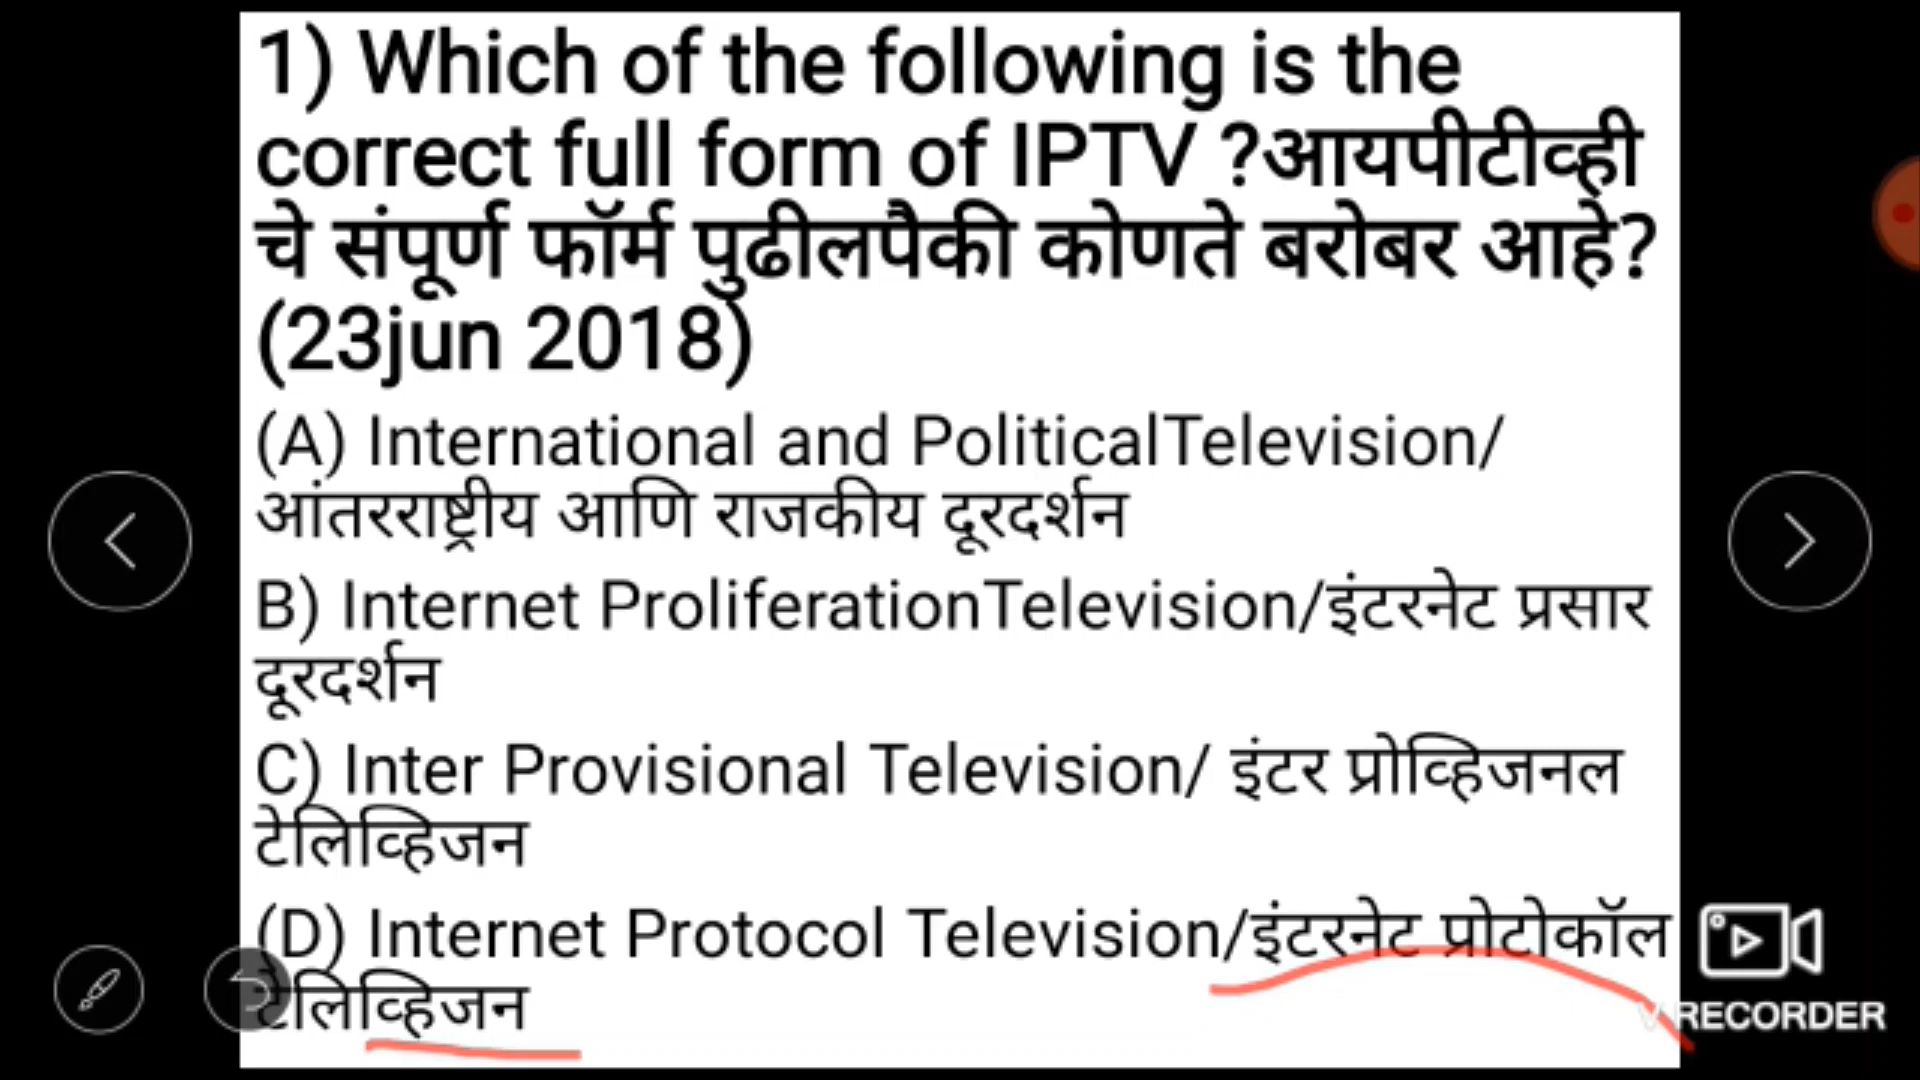 1) Which of the following is the
correct full form of IPTV ?आयपीटीव्ही
चे संपूर्ण फॉर्म पुढीलपैकी कोणते बरोबर आहे?
(23jun 2018)
(A) International and PoliticalTelevision/
आंतरराष्ट्रीय आणि राजकीय दूरदर्शन
B) Internet ProliferationTelevision/इंटरनेट प्रसार
दूरदर्शन
C) Inter Provisional Television/ इंटर प्रोव्हिजनल
टेलिव्हिजन
(D) Internet Protocol Television/इंटरनेट प्रोटोकॉल
टेलिव्हिजन
V RECORDER